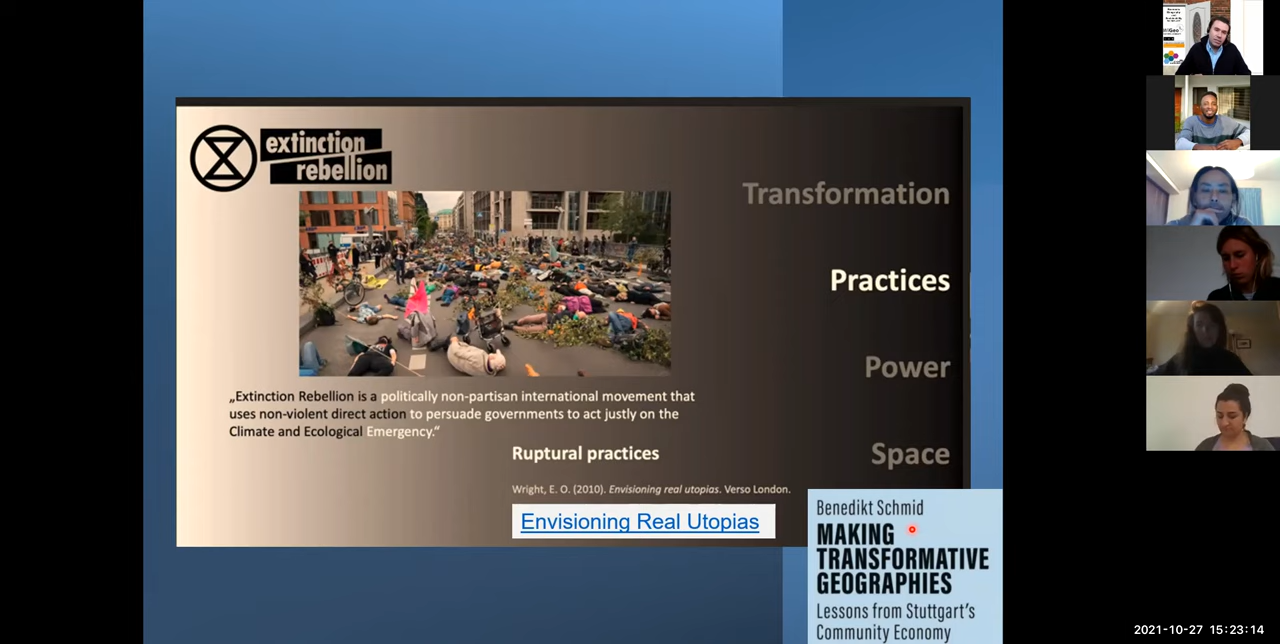 extinction
rebellion
Transformation
Practices
Power
Space
„Extinction Rebellion is a politically non-partisan international movement that
uses non-violent direct action to persuade governments to act justly on the
Climate and Ecological Emergency.“
Ruptural practices
Wright, E. O. (2010). Envisioning real utopias. Verso London.
Envisioning Real Utopias
Benedikt Schmid
MAKING
TRANSFORMATIVE
GEOGRAPHIES
Lessons from Stuttgart's
Community Economy
2021-10-27 15:23:14